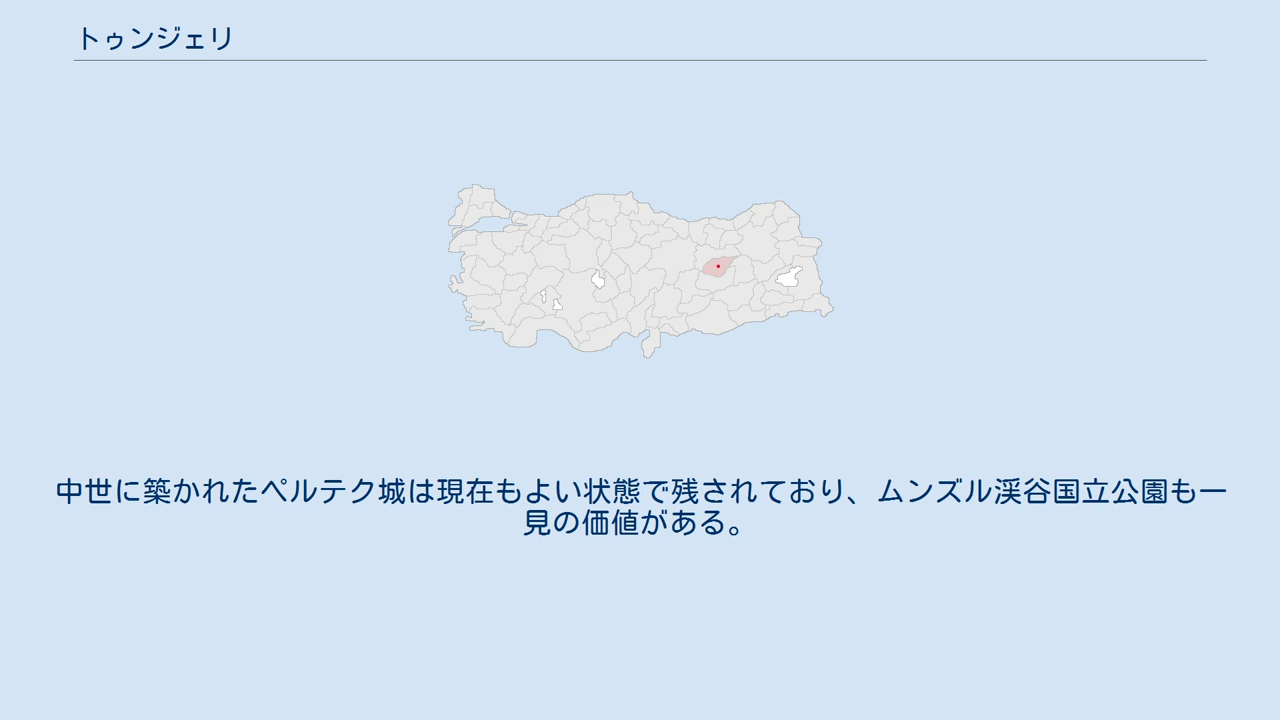 トゥンジェリ
中世に築かれたペルテク城は現在もよい状態で残されており、ムンズル渓谷国立公園も一
見の価値がある。